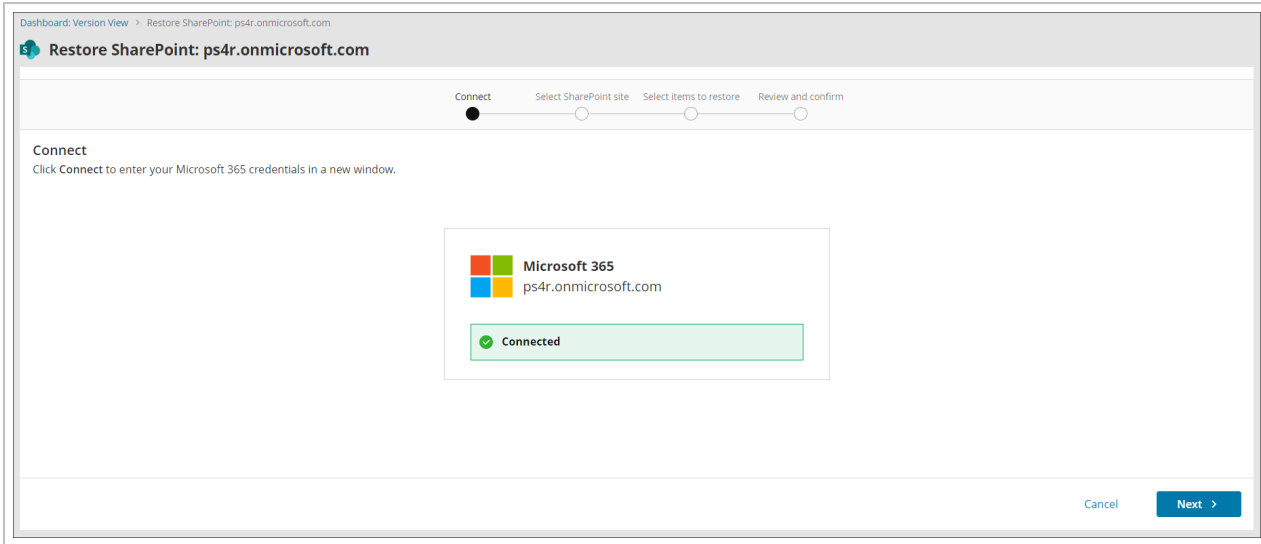 Dashboard: Version View > Restore SharePoint: ps4r.onmicrosoft.com
Restore SharePoint: ps4r.onmicrosoft.com
Connect Select SharePoint site Select items to restore Review and confirm
Connect
Click Connect to enter your Microsoft 365 credentials in a new window.
Microsoft 365
ps4r.onmicrosoft.com
Connected
Cancel Next >